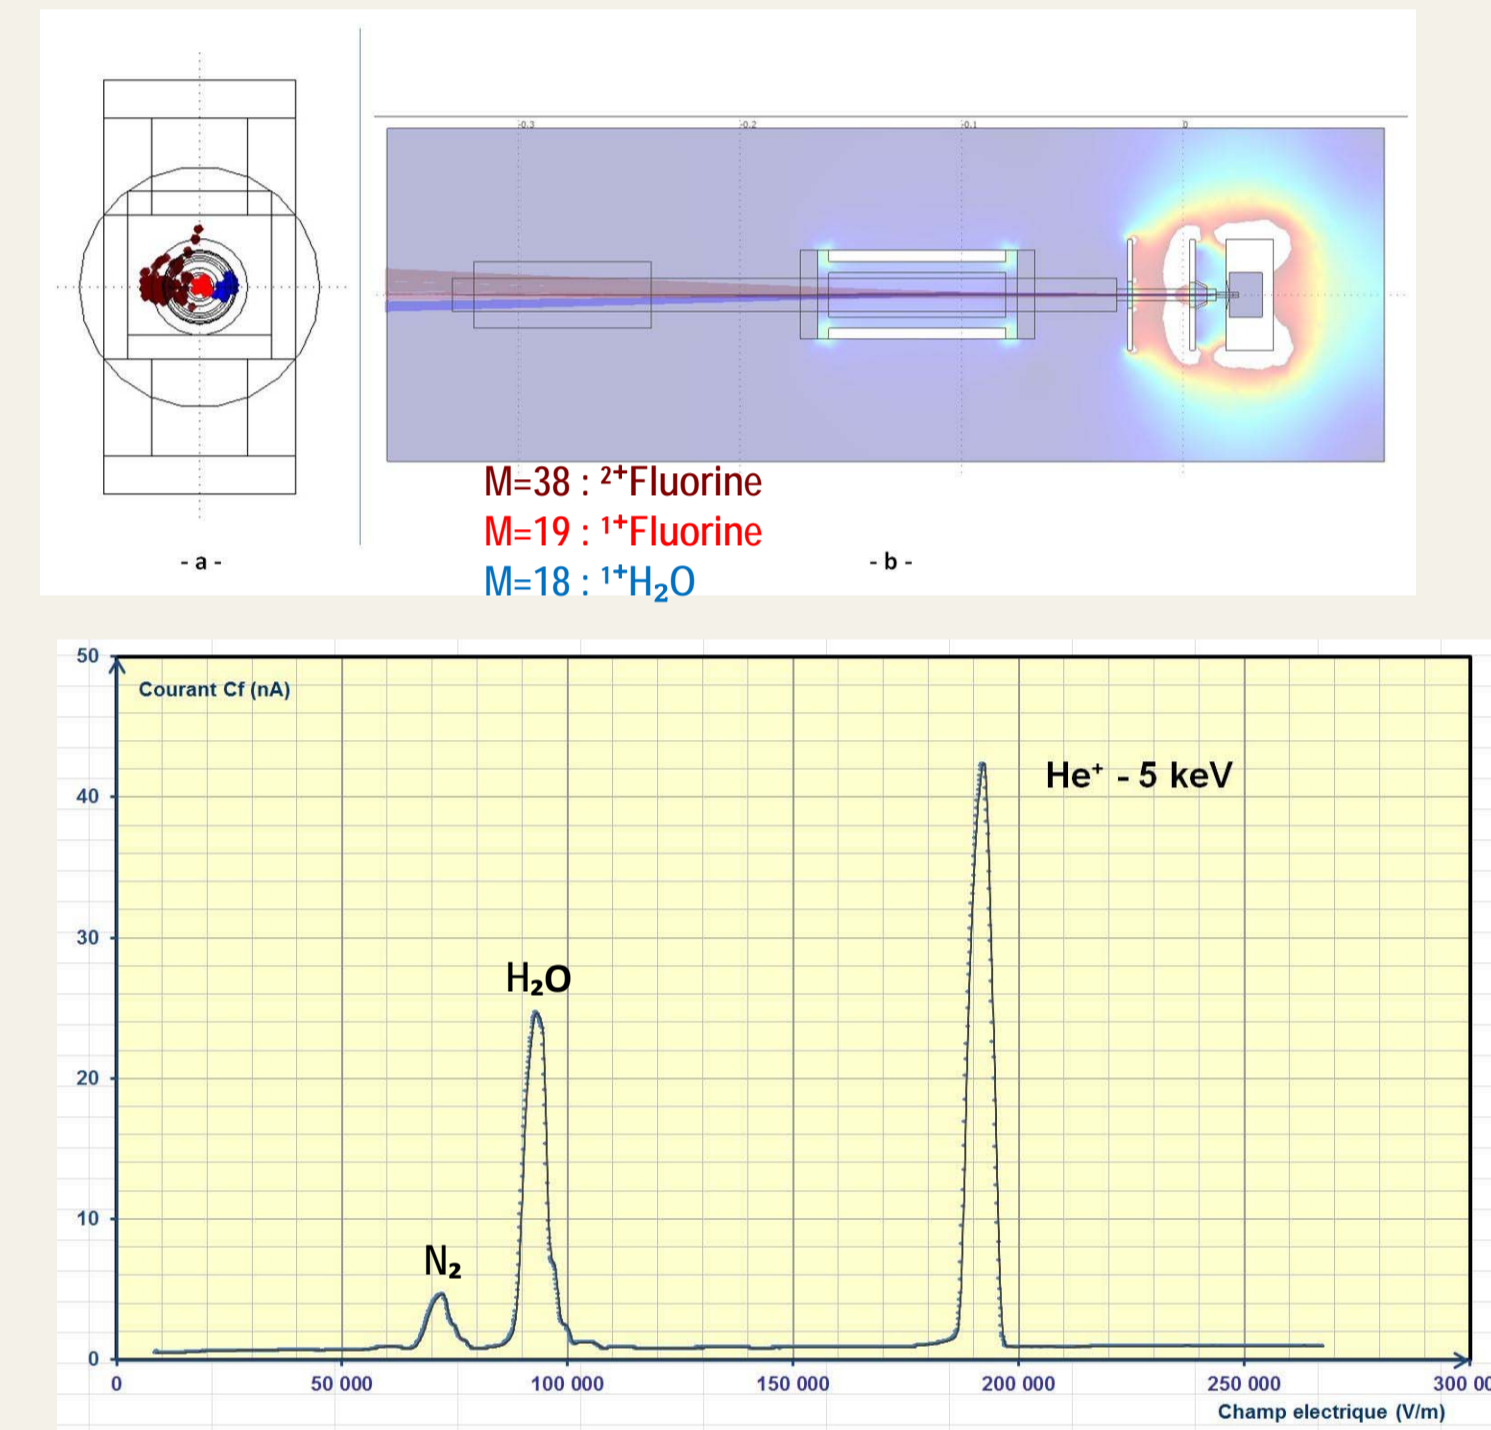 -0.3 -0.2 -0.1 0
M=38 : ²⁺Fluorine
M=19 : ¹⁺Fluorine
M=18 : ¹⁺H₂O
- a -
- b -
50
Courant Cf (nA)
He⁺ - 5 keV
40
30
H₂O
20
10
N₂
0
0 50 000 100 000 150 000 200 000 250 000 300 00
Champ electrique (V/m)